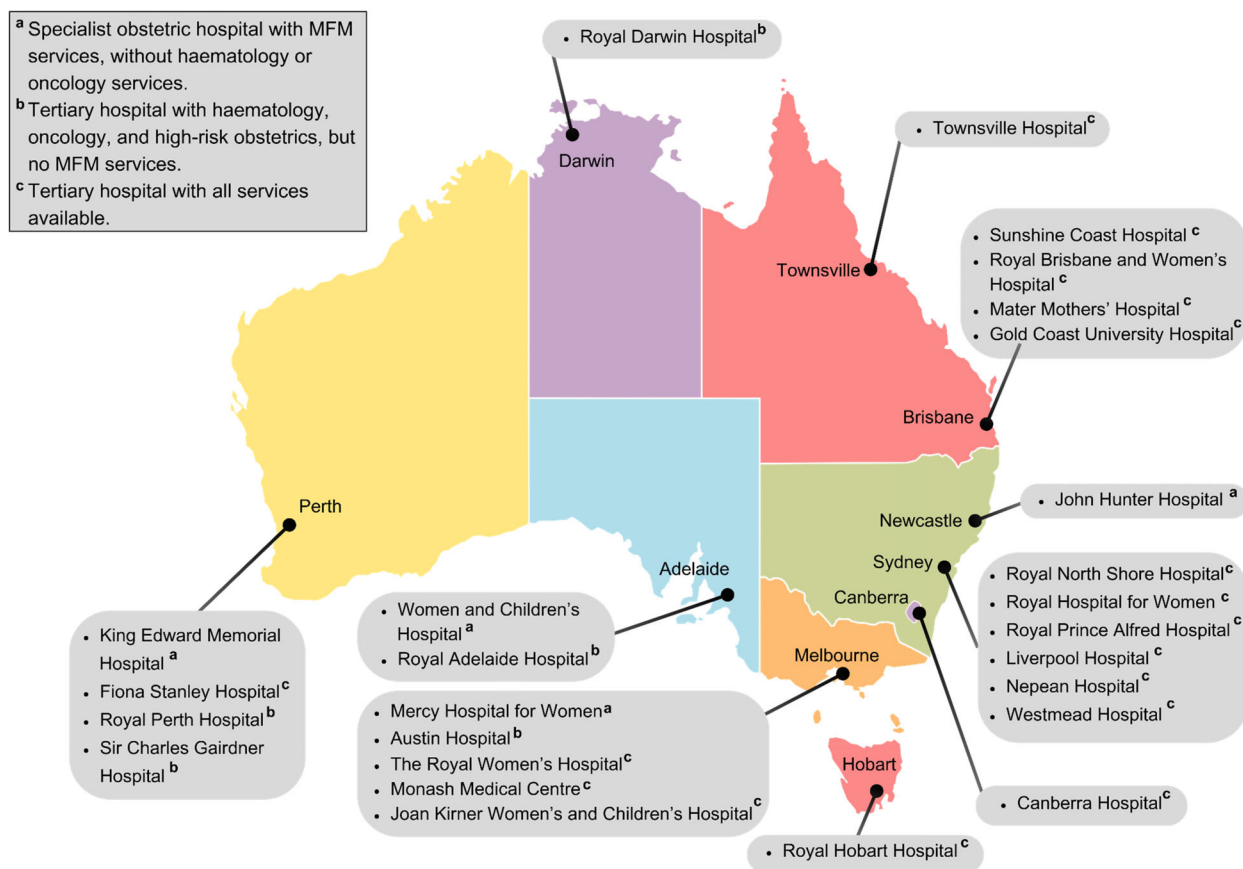 a Specialist obstetric hospital with MFM
services, without haematology or
oncology services.
b Tertiary hospital with haematology,
oncology, and high-risk obstetrics, but
no MFM services.
c Tertiary hospital with all services
available.
• Royal Darwin Hospital b
Darwin
• Townsville Hospital c
Townsville
• Sunshine Coast Hospital c
• Royal Brisbane and Women's
Hospital c
• Mater Mothers' Hospital c
• Gold Coast University Hospital c
Brisbane
Perth
• King Edward Memorial
Hospital a
• Fiona Stanley Hospital c
• Royal Perth Hospital b
• Sir Charles Gairdner
Hospital b
Adelaide
• Women and Children's
Hospital a
• Royal Adelaide Hospital b
Newcastle
• John Hunter Hospital a
Sydney
• Royal North Shore Hospital c
• Royal Hospital for Women c
• Royal Prince Alfred Hospital c
• Liverpool Hospital c
• Nepean Hospital c
• Westmead Hospital c
Canberra
• Canberra Hospital c
Melbourne
• Mercy Hospital for Women a
• Austin Hospital b
• The Royal Women's Hospital c
• Monash Medical Centre c
• Joan Kirner Women's and Children's Hospital c
Hobart
• Royal Hobart Hospital c